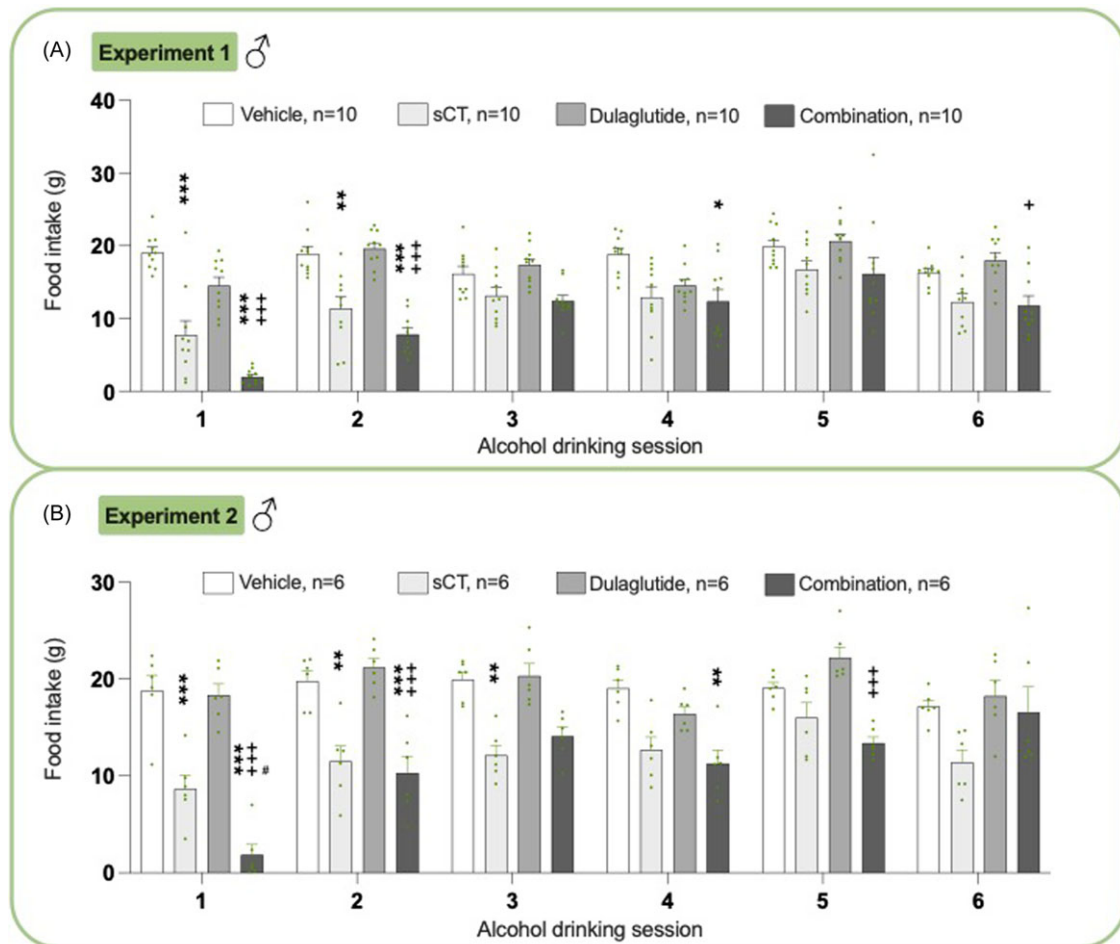 (A) Experiment 1 ♂
Vehicle, n=10 sCT, n=10 Dulaglutide, n=10 Combination, n=10
Food intake (g)
40
30
20
10
0
***
***
+++
**
***
+++
*
+
1 2 3 4 5 6
Alcohol drinking session
(B) Experiment 2 ♂
Vehicle, n=6 sCT, n=6 Dulaglutide, n=6 Combination, n=6
Food intake (g)
30
20
10
0
***
***
+++
#
**
***
+++
**
**
+++
1 2 3 4 5 6
Alcohol drinking session